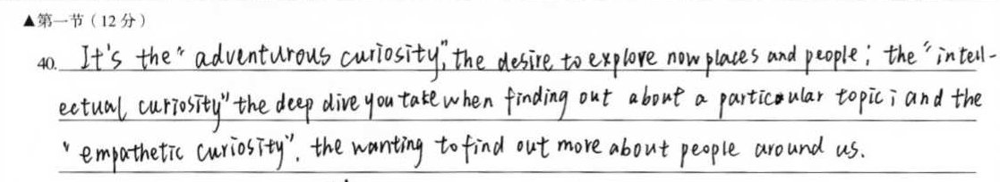 ▲第一节（12分）
40. It's the "adventurous curiosity", the desire to explore now places and people; the "intell-
ectual curiosity" the deep dive you take when finding out about a particular topic; and the
"empathetic curiosity", the wanting to find out more about people around us.